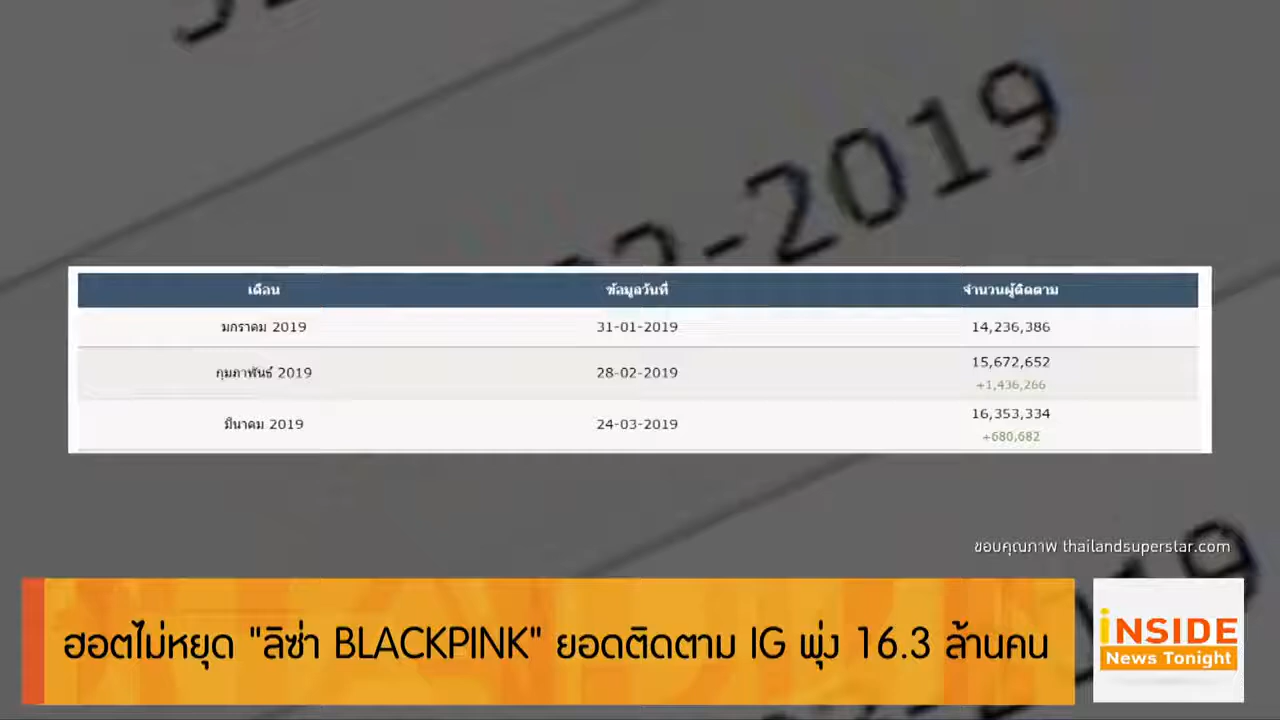 -2019
เดือน ข้อมูลวันที่ จำนวนผู้ติดตาม
มกราคม 2019 31-01-2019 14,236,386
กุมภาพันธ์ 2019 28-02-2019 15,672,652
+1,436,266
มีนาคม 2019 24-03-2019 16,353,334
+680,682
ขอบคุณภาพ thailandsuperstar.com
ฮอตไม่หยุด "ลิซ่า BLACKPINK" ยอดติดตาม IG พุ่ง 16.3 ล้านคน
iNSIDE
News Tonight